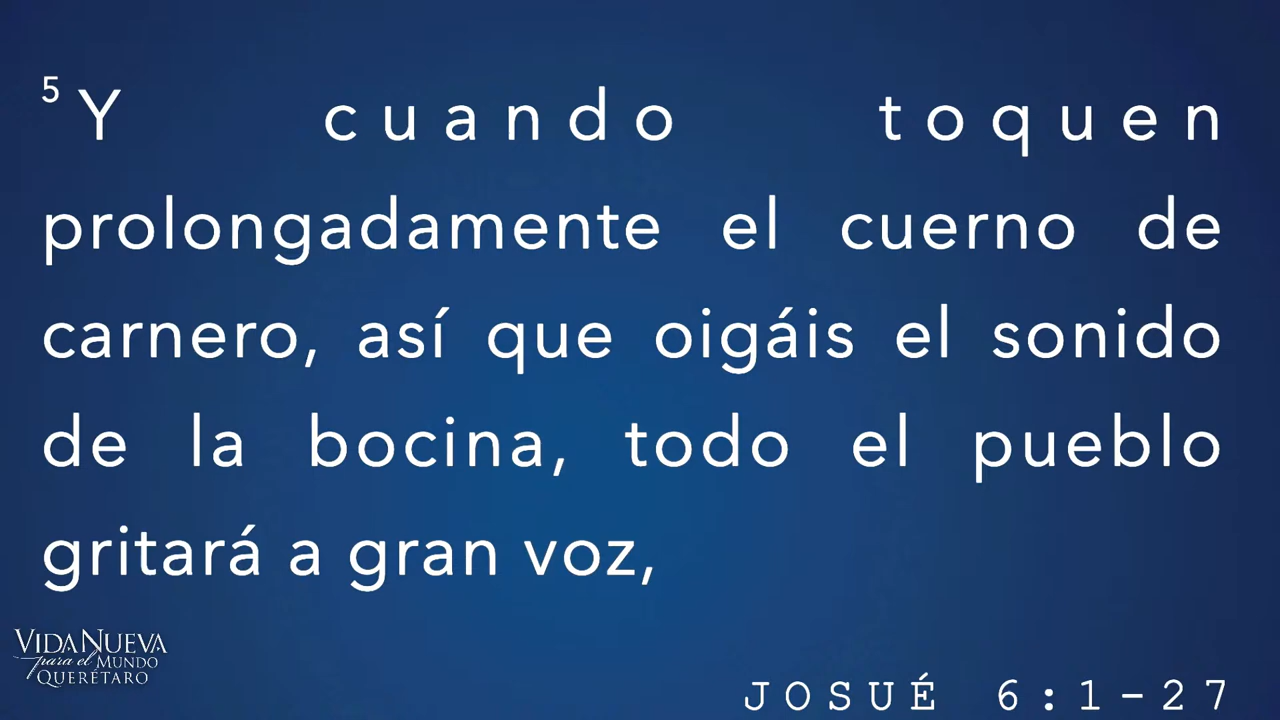 ⁵Y cuando toquen
prolongadamente el cuerno de
carnero, así que oigáis el sonido
de la bocina, todo el pueblo
gritará a gran voz,
VIDA NUEVA
para el MUNDO
QUERÉTARO
JOSUÉ 6:1-27